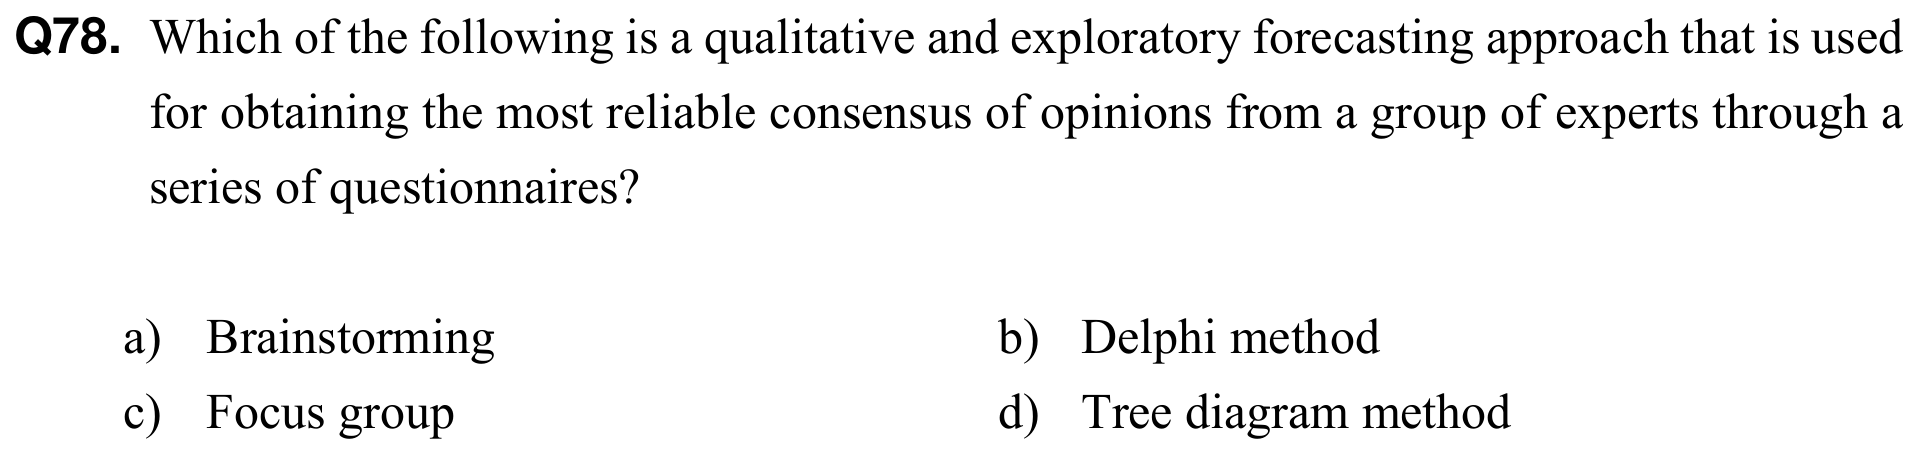 Q78. Which of the following is a qualitative and exploratory forecasting approach that is used
for obtaining the most reliable consensus of opinions from a group of experts through a
series of questionnaires?
a) Brainstorming b) Delphi method
c) Focus group d) Tree diagram method